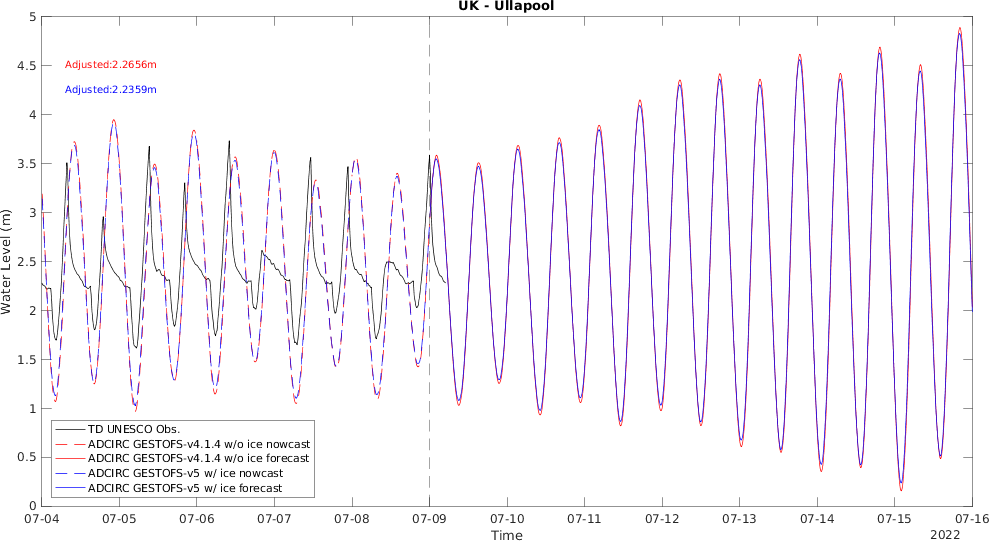 UK - Ullapool
5
4.5
4
3.5
3
2.5
2
1.5
1
0.5
0
Water Level (m)
Adjusted:2.2656m
Adjusted:2.2359m
TD UNESCO Obs.
ADCIRC GESTOFS-v4.1.4 w/o ice nowcast
ADCIRC GESTOFS-v4.1.4 w/o ice forecast
ADCIRC GESTOFS-v5 w/ ice nowcast
ADCIRC GESTOFS-v5 w/ ice forecast
07-04 07-05 07-06 07-07 07-08 07-09 07-10 07-11 07-12 07-13 07-14 07-15 07-16
Time
2022